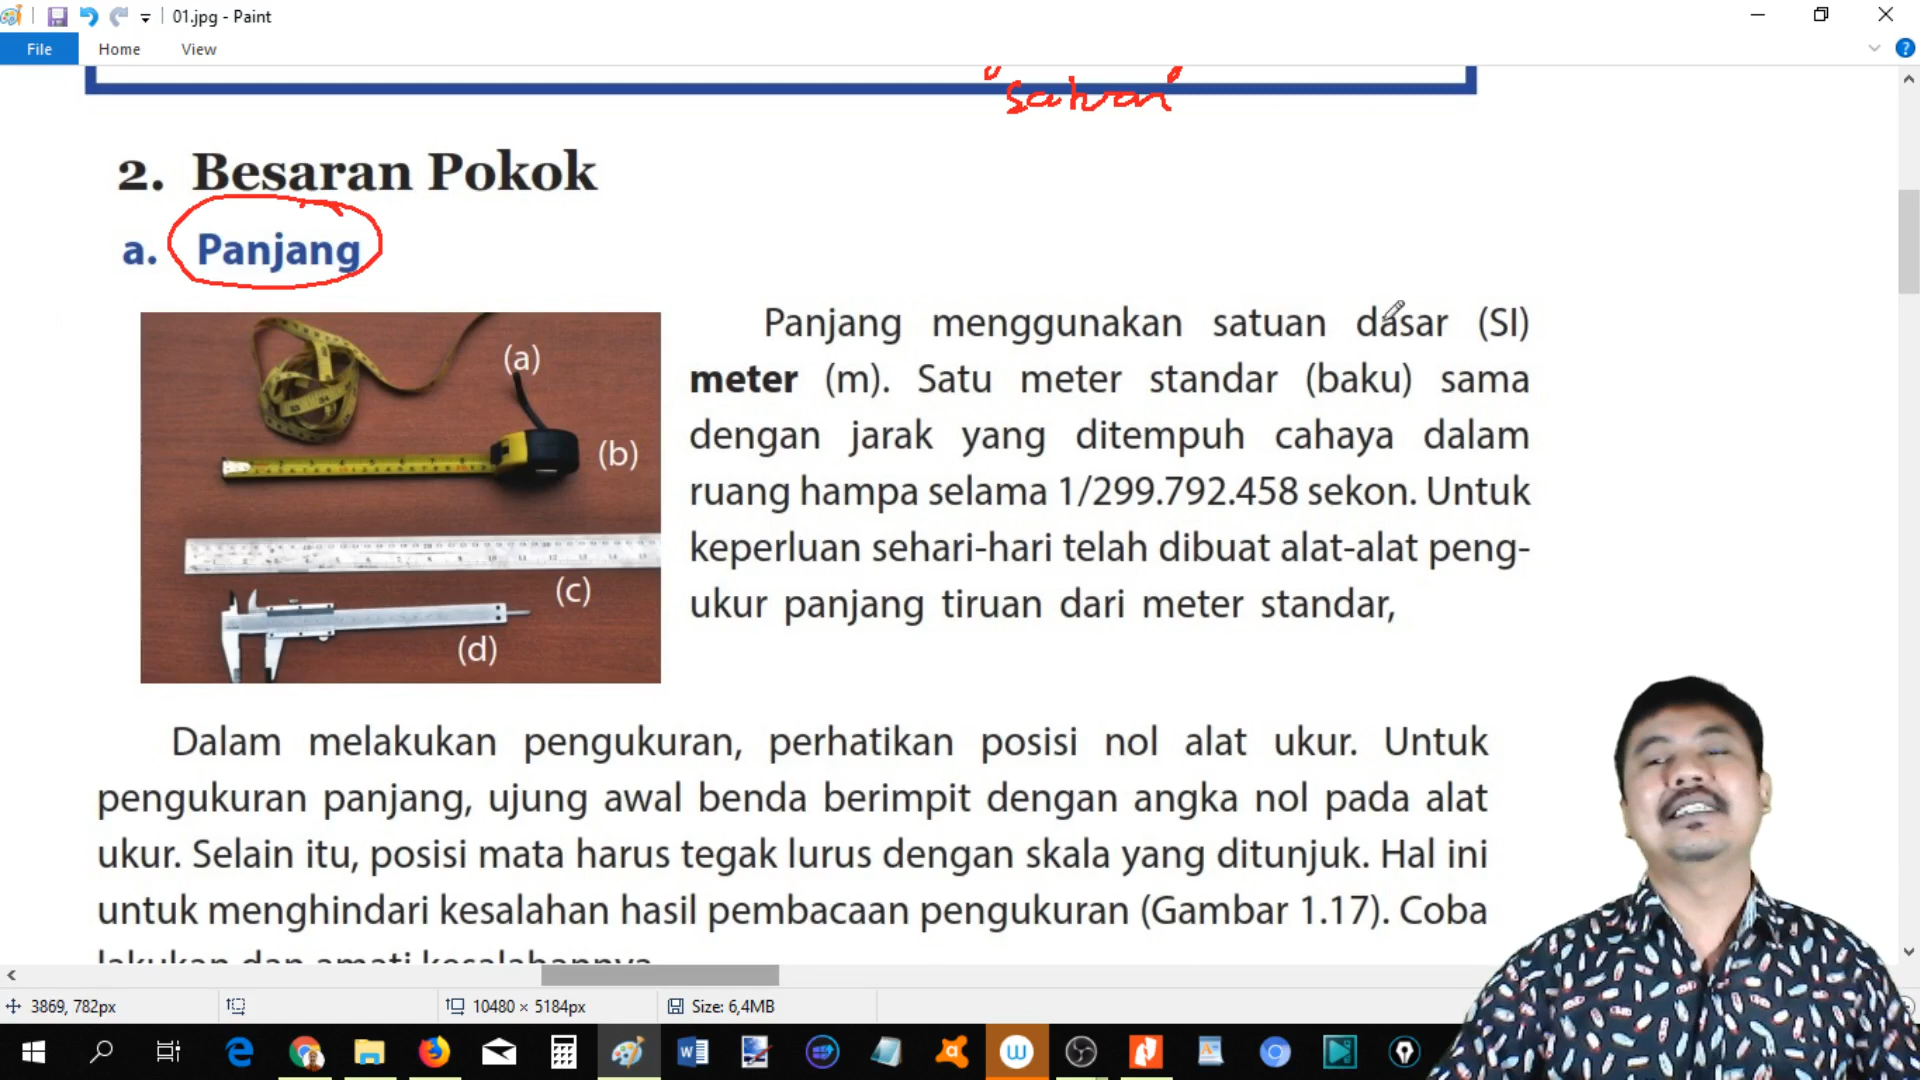 01.jpg - Paint
File Home View
satuan
2. Besaran Pokok
a. Panjang
(a)
(b)
(c)
(d)
Panjang menggunakan satuan dasar (SI)
meter (m). Satu meter standar (baku) sama
dengan jarak yang ditempuh cahaya dalam
ruang hampa selama 1/299.792.458 sekon. Untuk
keperluan sehari-hari telah dibuat alat-alat peng-
ukur panjang tiruan dari meter standar,
Dalam melakukan pengukuran, perhatikan posisi nol alat ukur. Untuk
pengukuran panjang, ujung awal benda berimpit dengan angka nol pada alat
ukur. Selain itu, posisi mata harus tegak lurus dengan skala yang ditunjuk. Hal ini
untuk menghindari kesalahan hasil pembacaan pengukuran (Gambar 1.17). Coba
lakukan dan amati kesalahannya
3869, 782px 10480 × 5184px Size: 6,4MB